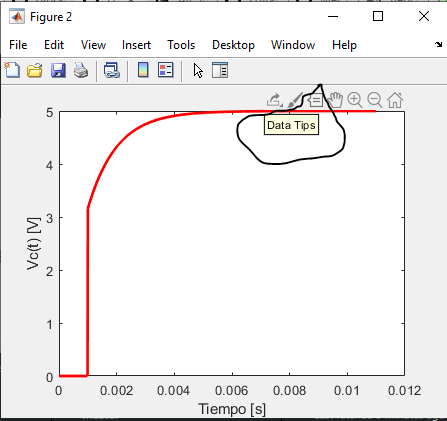 Figure 2
File Edit View Insert Tools Desktop Window Help
Data Tips
5
4
3
2
1
0
Vc(t) [V]
0 0.002 0.004 0.006 0.008 0.01 0.012
Tiempo [s]